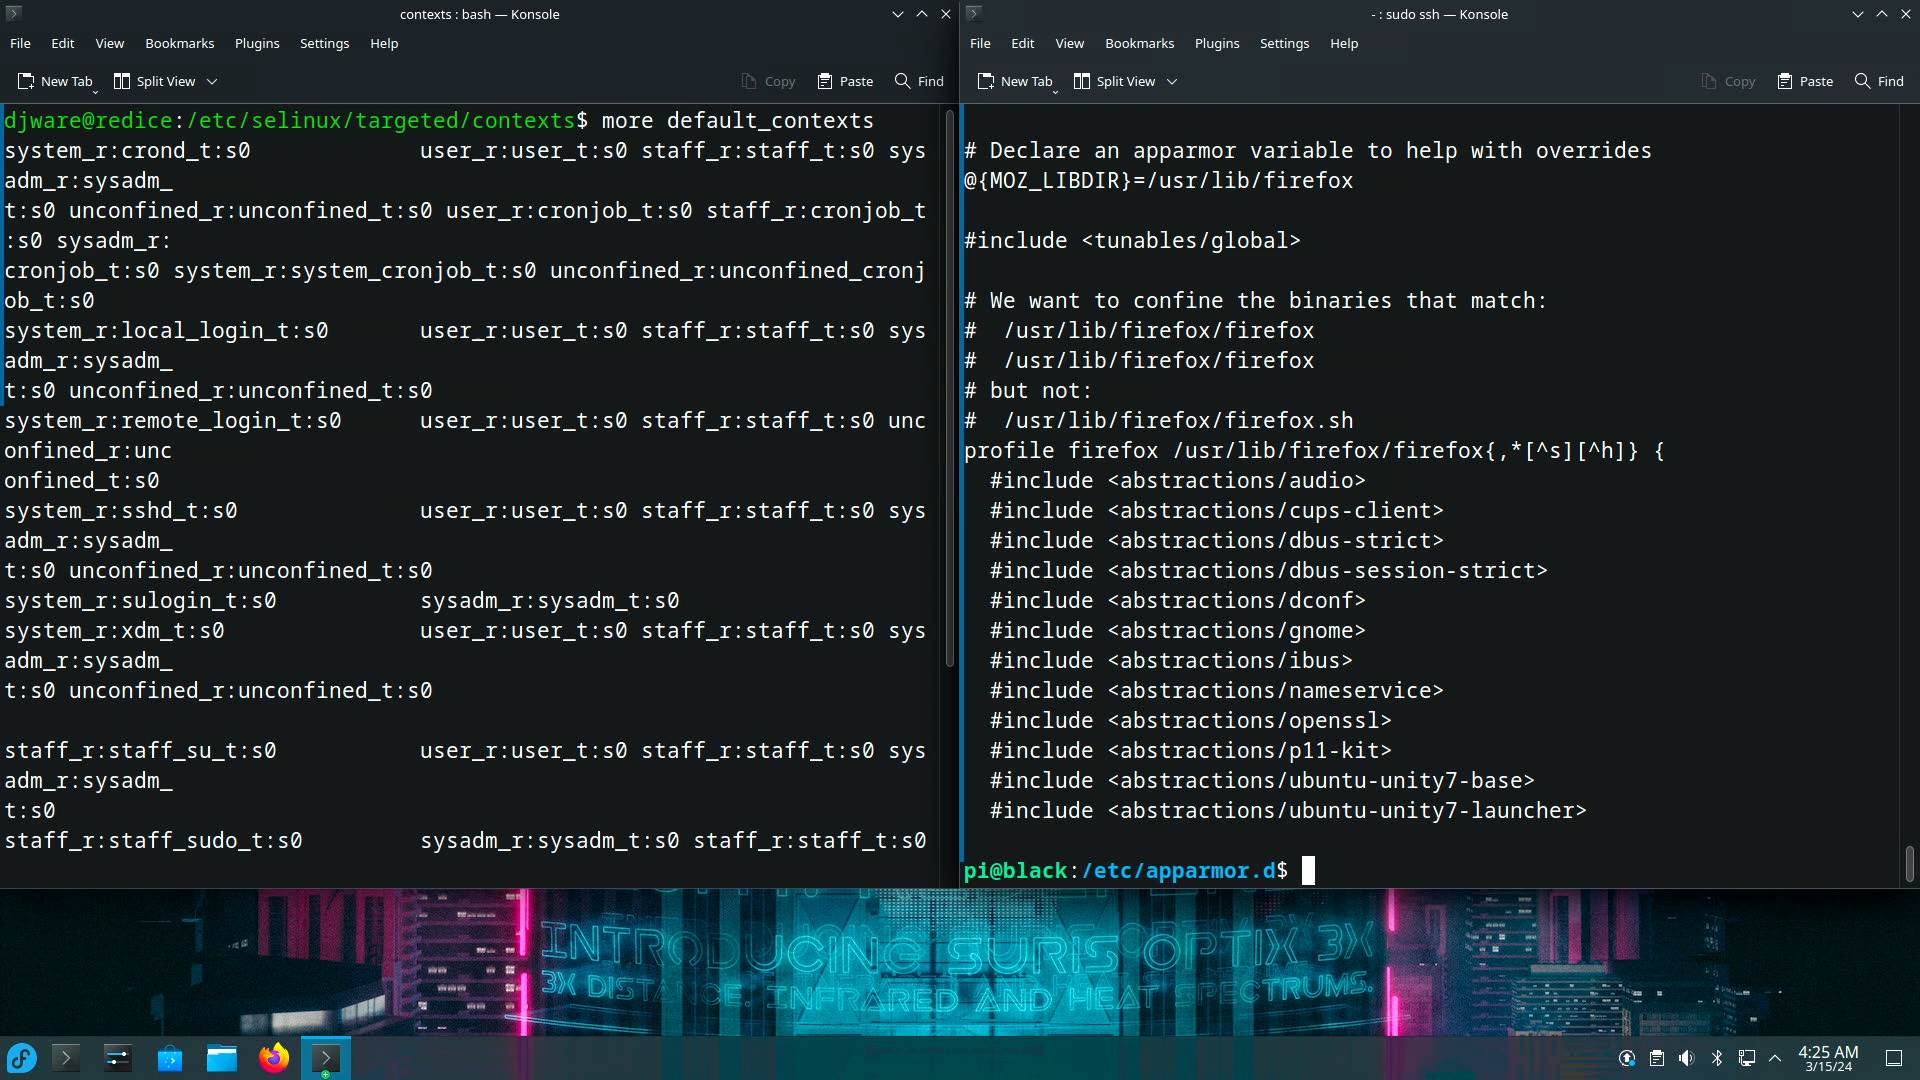 contexts : bash — Konsole
File Edit View Bookmarks Plugins Settings Help
New Tab Split View Copy Paste Find
djware@redice:/etc/selinux/targeted/contexts$ more default_contexts
system_r:crond_t:s0 user_r:user_t:s0 staff_r:staff_t:s0 sys
adm_r:sysadm_
t:s0 unconfined_r:unconfined_t:s0 user_r:cronjob_t:s0 staff_r:cronjob_t
:s0 sysadm_r:
cronjob_t:s0 system_r:system_cronjob_t:s0 unconfined_r:unconfined_cronj
ob_t:s0
system_r:local_login_t:s0 user_r:user_t:s0 staff_r:staff_t:s0 sys
adm_r:sysadm_
t:s0 unconfined_r:unconfined_t:s0
system_r:remote_login_t:s0 user_r:user_t:s0 staff_r:staff_t:s0 unc
onfined_r:unc
onfined_t:s0
system_r:sshd_t:s0 user_r:user_t:s0 staff_r:staff_t:s0 sys
adm_r:sysadm_
t:s0 unconfined_r:unconfined_t:s0
system_r:sulogin_t:s0 sysadm_r:sysadm_t:s0
system_r:xdm_t:s0 user_r:user_t:s0 staff_r:staff_t:s0 sys
adm_r:sysadm_
t:s0 unconfined_r:unconfined_t:s0
staff_r:staff_su_t:s0 user_r:user_t:s0 staff_r:staff_t:s0 sys
adm_r:sysadm_
t:s0
staff_r:staff_sudo_t:s0 sysadm_r:sysadm_t:s0 staff_r:staff_t:s0
- : sudo ssh — Konsole
File Edit View Bookmarks Plugins Settings Help
New Tab Split View Copy Paste Find
# Declare an apparmor variable to help with overrides
@{MOZ_LIBDIR}=/usr/lib/firefox
#include <tunables/global>
# We want to confine the binaries that match:
#  /usr/lib/firefox/firefox
#  /usr/lib/firefox/firefox
# but not:
#  /usr/lib/firefox/firefox.sh
profile firefox /usr/lib/firefox/firefox{,*[^s][^h]} {
#include <abstractions/audio>
#include <abstractions/cups-client>
#include <abstractions/dbus-strict>
#include <abstractions/dbus-session-strict>
#include <abstractions/dconf>
#include <abstractions/gnome>
#include <abstractions/ibus>
#include <abstractions/nameservice>
#include <abstractions/openssl>
#include <abstractions/p11-kit>
#include <abstractions/ubuntu-unity7-base>
#include <abstractions/ubuntu-unity7-launcher>
pi@black:/etc/apparmor.d$
INTRODUCING SURIS OPTIX 3X
3X DISTANCE. INFRARED AND HEAT SPECTRUMS.
4:25 AM
3/15/24